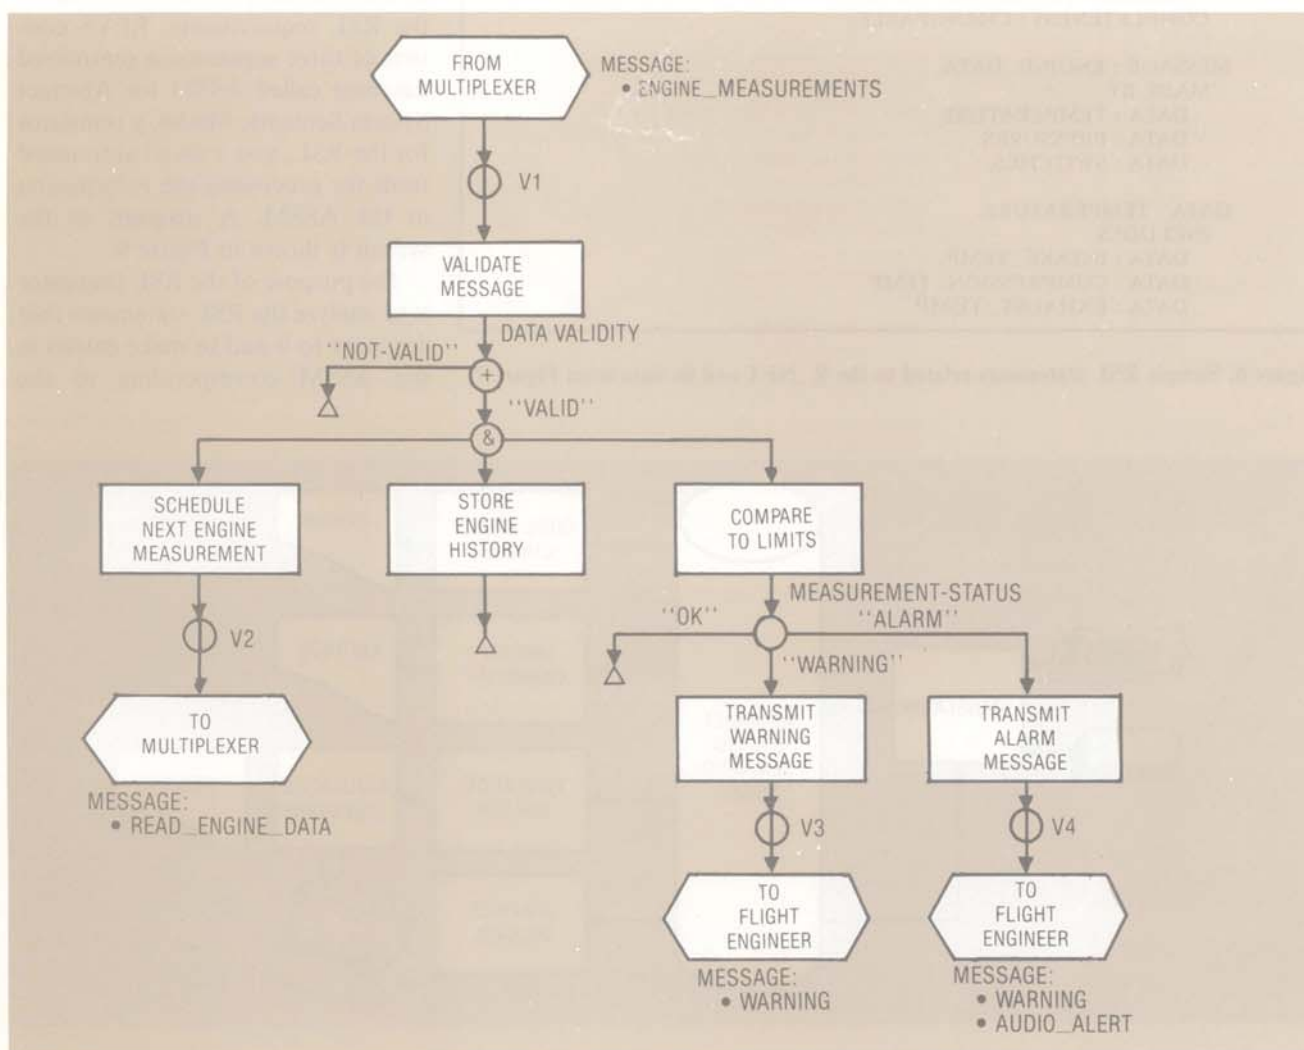 FROM
MULTIPLEXER
MESSAGE:
• ENGINE_MEASUREMENTS
V1
VALIDATE
MESSAGE
DATA VALIDITY
"NOT-VALID"
+
"VALID"
&
SCHEDULE
NEXT ENGINE
MEASUREMENT
STORE
ENGINE
HISTORY
COMPARE
TO LIMITS
MEASUREMENT-STATUS
"OK"
"ALARM"
V2
"WARNING"
TO
MULTIPLEXER
TRANSMIT
WARNING
MESSAGE
TRANSMIT
ALARM
MESSAGE
MESSAGE:
• READ_ENGINE_DATA
V3
V4
TO
FLIGHT
ENGINEER
TO
FLIGHT
ENGINEER
MESSAGE:
• WARNING
MESSAGE:
• WARNING
• AUDIO_ALERT